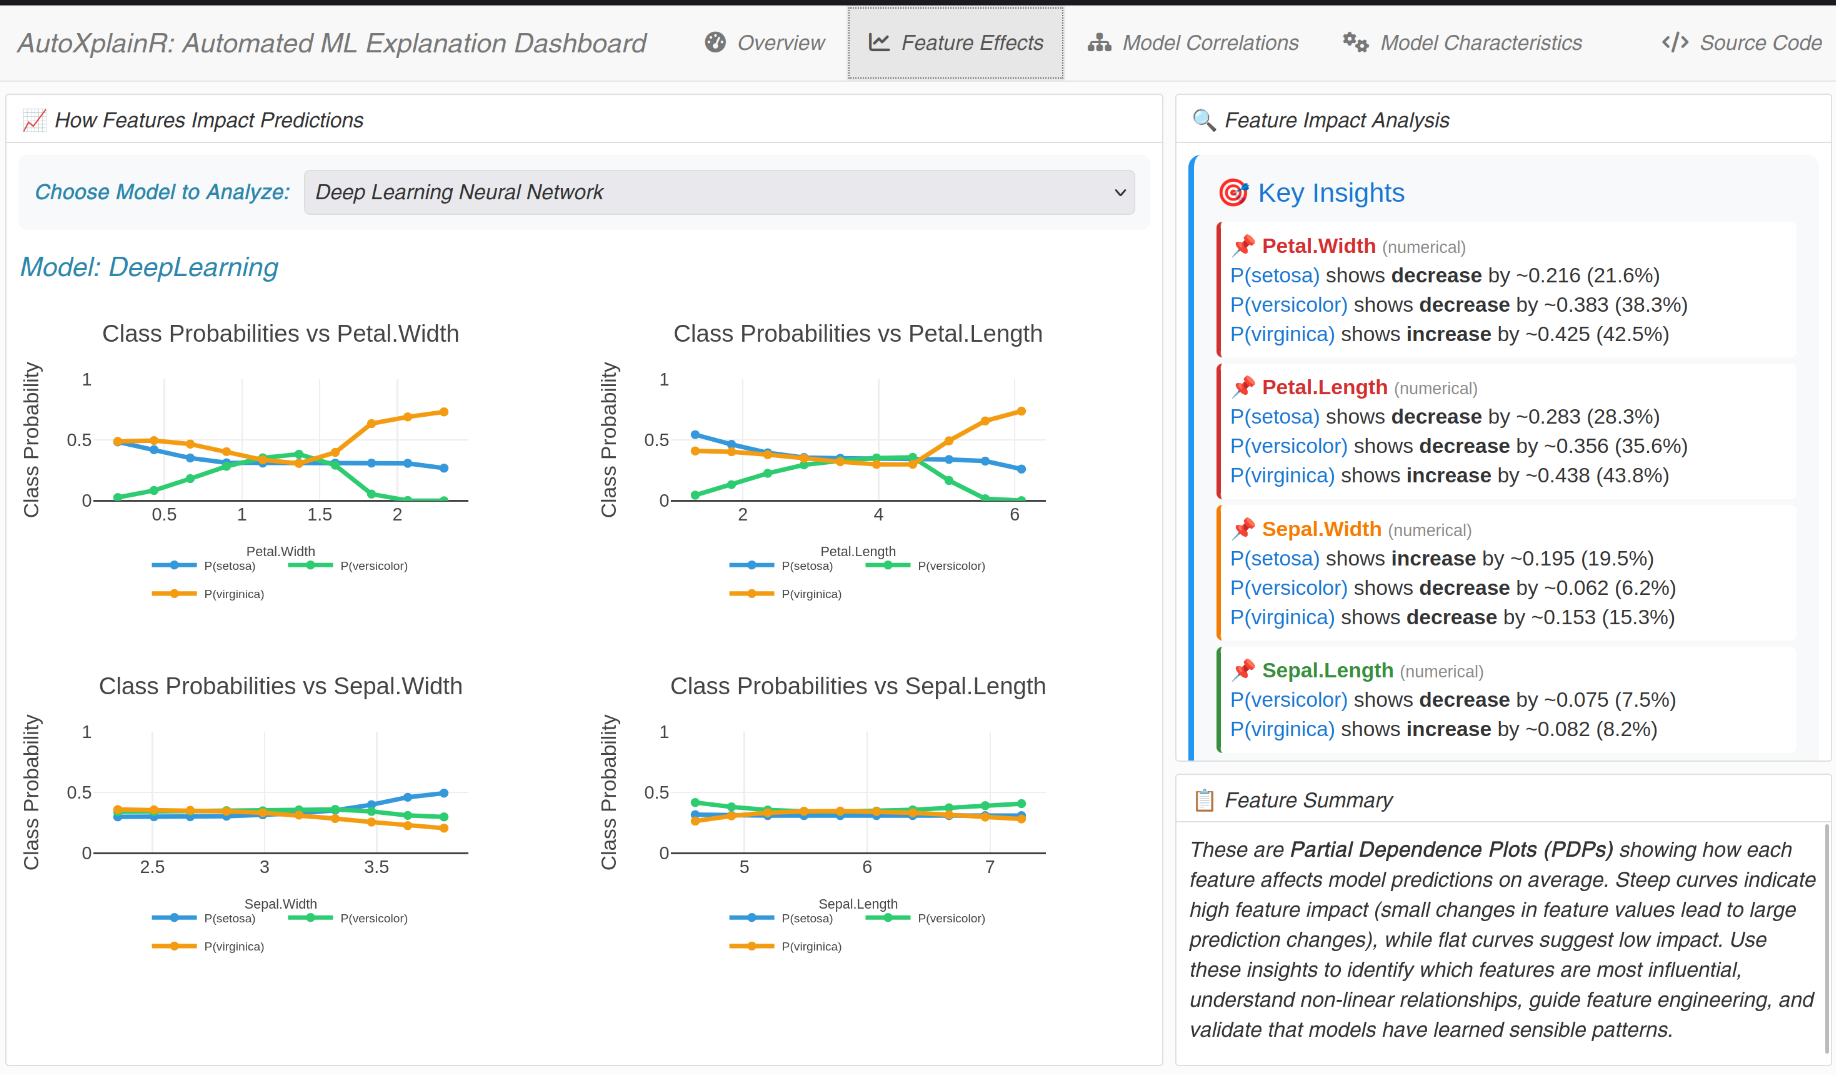 AutoXplainR: Automated ML Explanation Dashboard
Overview
Feature Effects
Model Correlations
Model Characteristics
Source Code
How Features Impact Predictions
Choose Model to Analyze:
Deep Learning Neural Network
Model: DeepLearning
Class Probabilities vs Petal.Width
Class Probability
1
0.5
0
0.5 1 1.5 2
Petal.Width
P(setosa) P(versicolor)
P(virginica)
Class Probabilities vs Petal.Length
Class Probability
1
0.5
0
2 4 6
Petal.Length
P(setosa) P(versicolor)
P(virginica)
Class Probabilities vs Sepal.Width
Class Probability
1
0.5
0
2.5 3 3.5
Sepal.Width
P(setosa) P(versicolor)
P(virginica)
Class Probabilities vs Sepal.Length
Class Probability
1
0.5
0
5 6 7
Sepal.Length
P(setosa) P(versicolor)
P(virginica)
Feature Impact Analysis
Key Insights
Petal.Width (numerical)
P(setosa) shows decrease by ~0.216 (21.6%)
P(versicolor) shows decrease by ~0.383 (38.3%)
P(virginica) shows increase by ~0.425 (42.5%)
Petal.Length (numerical)
P(setosa) shows decrease by ~0.283 (28.3%)
P(versicolor) shows decrease by ~0.356 (35.6%)
P(virginica) shows increase by ~0.438 (43.8%)
Sepal.Width (numerical)
P(setosa) shows increase by ~0.195 (19.5%)
P(versicolor) shows decrease by ~0.062 (6.2%)
P(virginica) shows decrease by ~0.153 (15.3%)
Sepal.Length (numerical)
P(versicolor) shows decrease by ~0.075 (7.5%)
P(virginica) shows increase by ~0.082 (8.2%)
Feature Summary
These are Partial Dependence Plots (PDPs) showing how each
feature affects model predictions on average. Steep curves indicate
high feature impact (small changes in feature values lead to large
prediction changes), while flat curves suggest low impact. Use
these insights to identify which features are most influential,
understand non-linear relationships, guide feature engineering, and
validate that models have learned sensible patterns.